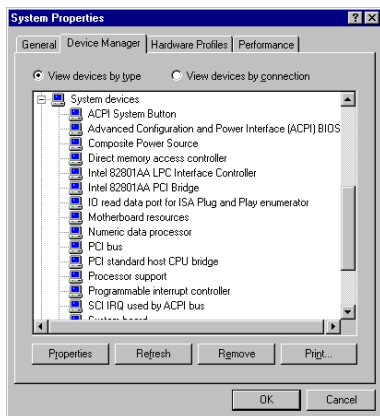 System Properties
General Device Manager Hardware Profiles Performance
View devices by type View devices by connection
System devices
ACPI System Button
Advanced Configuration and Power Interface (ACPI) BIOS
Composite Power Source
Direct memory access controller
Intel 82801AA LPC Interface Controller
Intel 82801AA PCI Bridge
IO read data port for ISA Plug and Play enumerator
Motherboard resources
Numeric data processor
PCI bus
PCI standard host CPU bridge
Processor support
Programmable interrupt controller
SCI IRQ used by ACPI bus
System board
Properties Refresh Remove Print...
OK Cancel